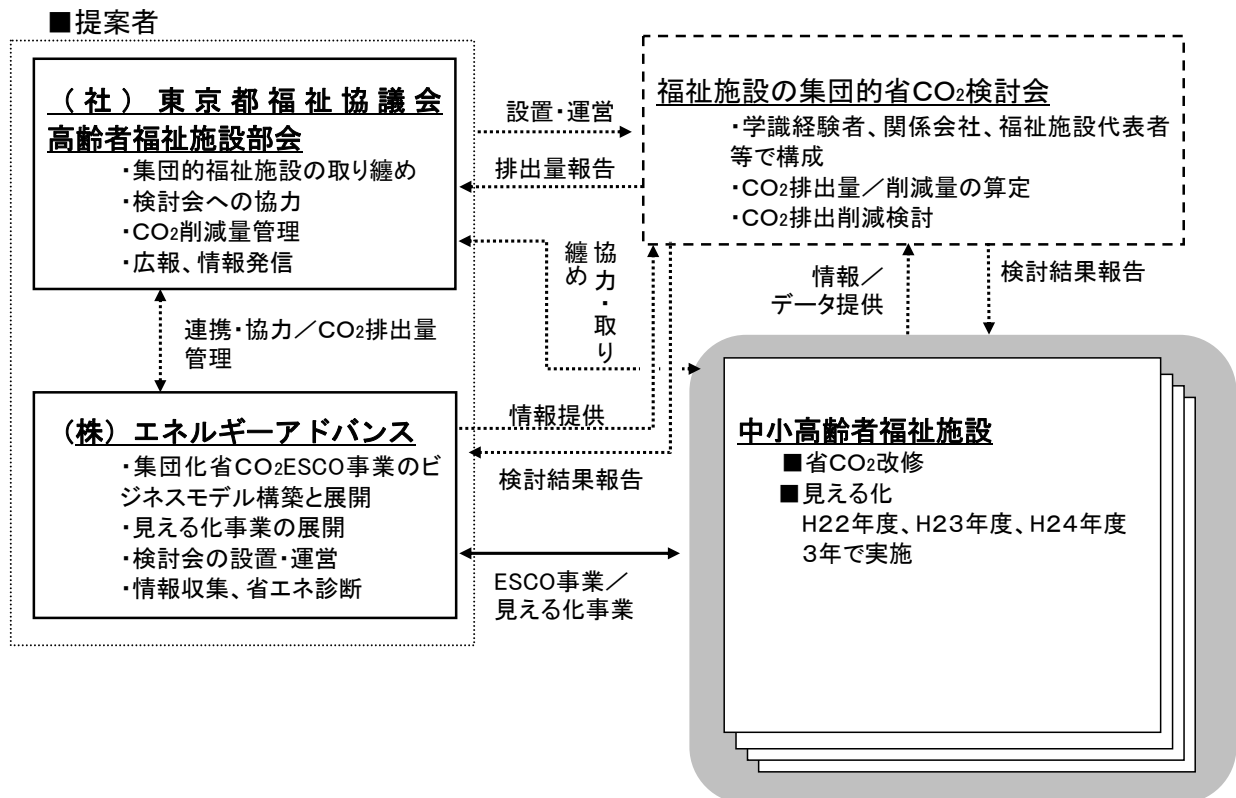 ■提案者
（社）東京都福祉協議会
高齢者福祉施設部会
・集団的福祉施設の取り纏め
・検討会への協力
・CO2削減量管理
・広報、情報発信
設置・運営
排出量報告
福祉施設の集団的省CO2検討会
・学識経験者、関係会社、福祉施設代表者
等で構成
・CO2排出量／削減量の算定
・CO2排出削減検討
協力・取り
纏め
情報／
データ提供
検討結果報告
連携・協力／CO2排出量
管理
（株）エネルギーアドバンス
・集団化省CO2ESCO事業のビ
ジネスモデル構築と展開
・見える化事業の展開
・検討会の設置・運営
・情報収集、省エネ診断
情報提供
検討結果報告
ESCO事業／
見える化事業
中小高齢者福祉施設
■省CO2改修
■見える化
H22年度、H23年度、H24年度
3年で実施